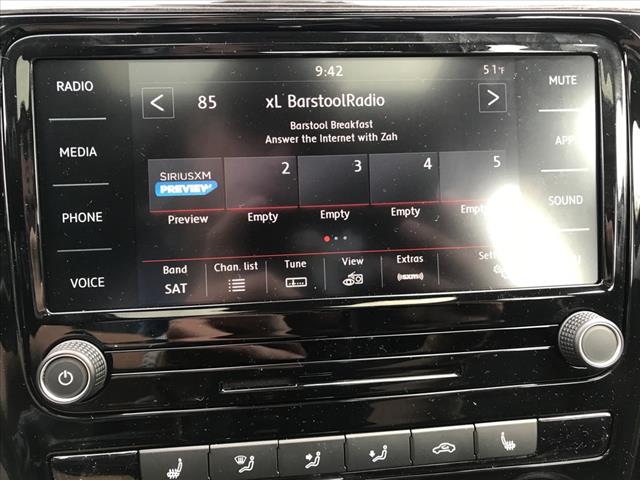 9:42 51°F
RADIO
MEDIA
PHONE
VOICE
85 xL BarstoolRadio
Barstool Breakfast
Answer the Internet with Zah
SIRIUSXM
PREVIEW
Preview
2
Empty
3
Empty
4
Empty
5
Band
SAT
Chan. list
Tune
View
Extras
((sxm))
MUTE
APP
SOUND